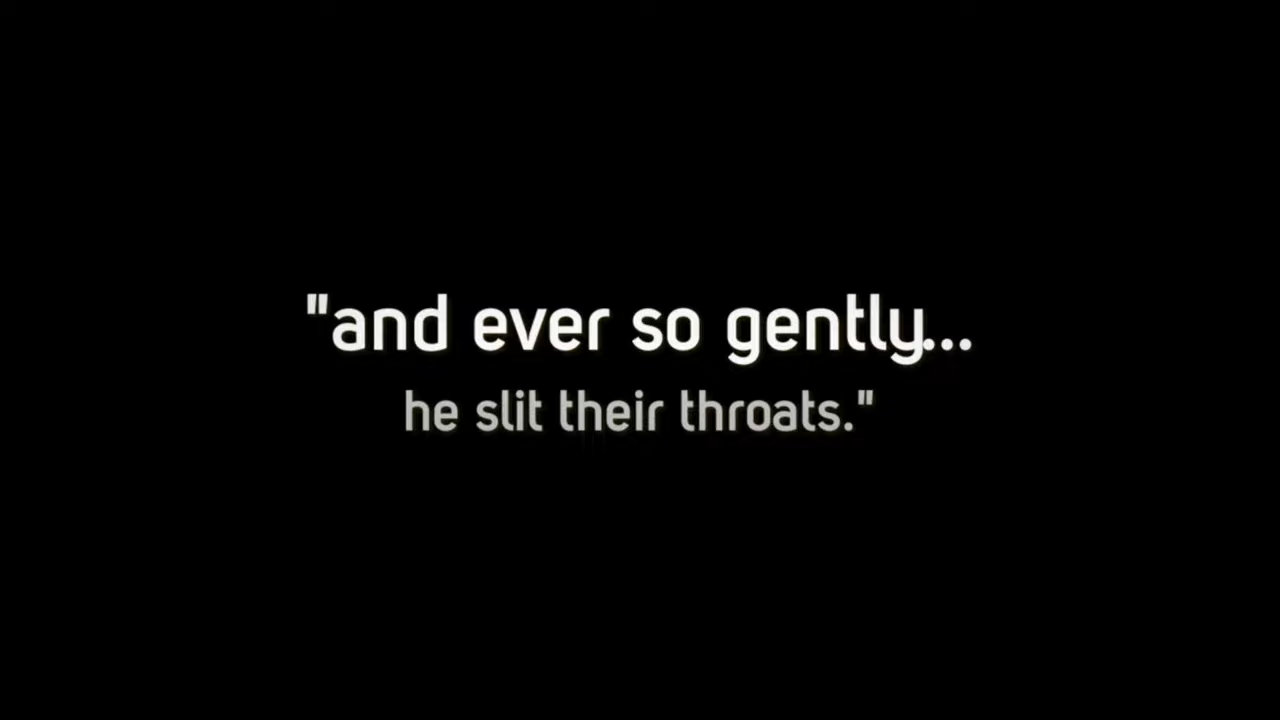 "and ever so gently...
he slit their throats."